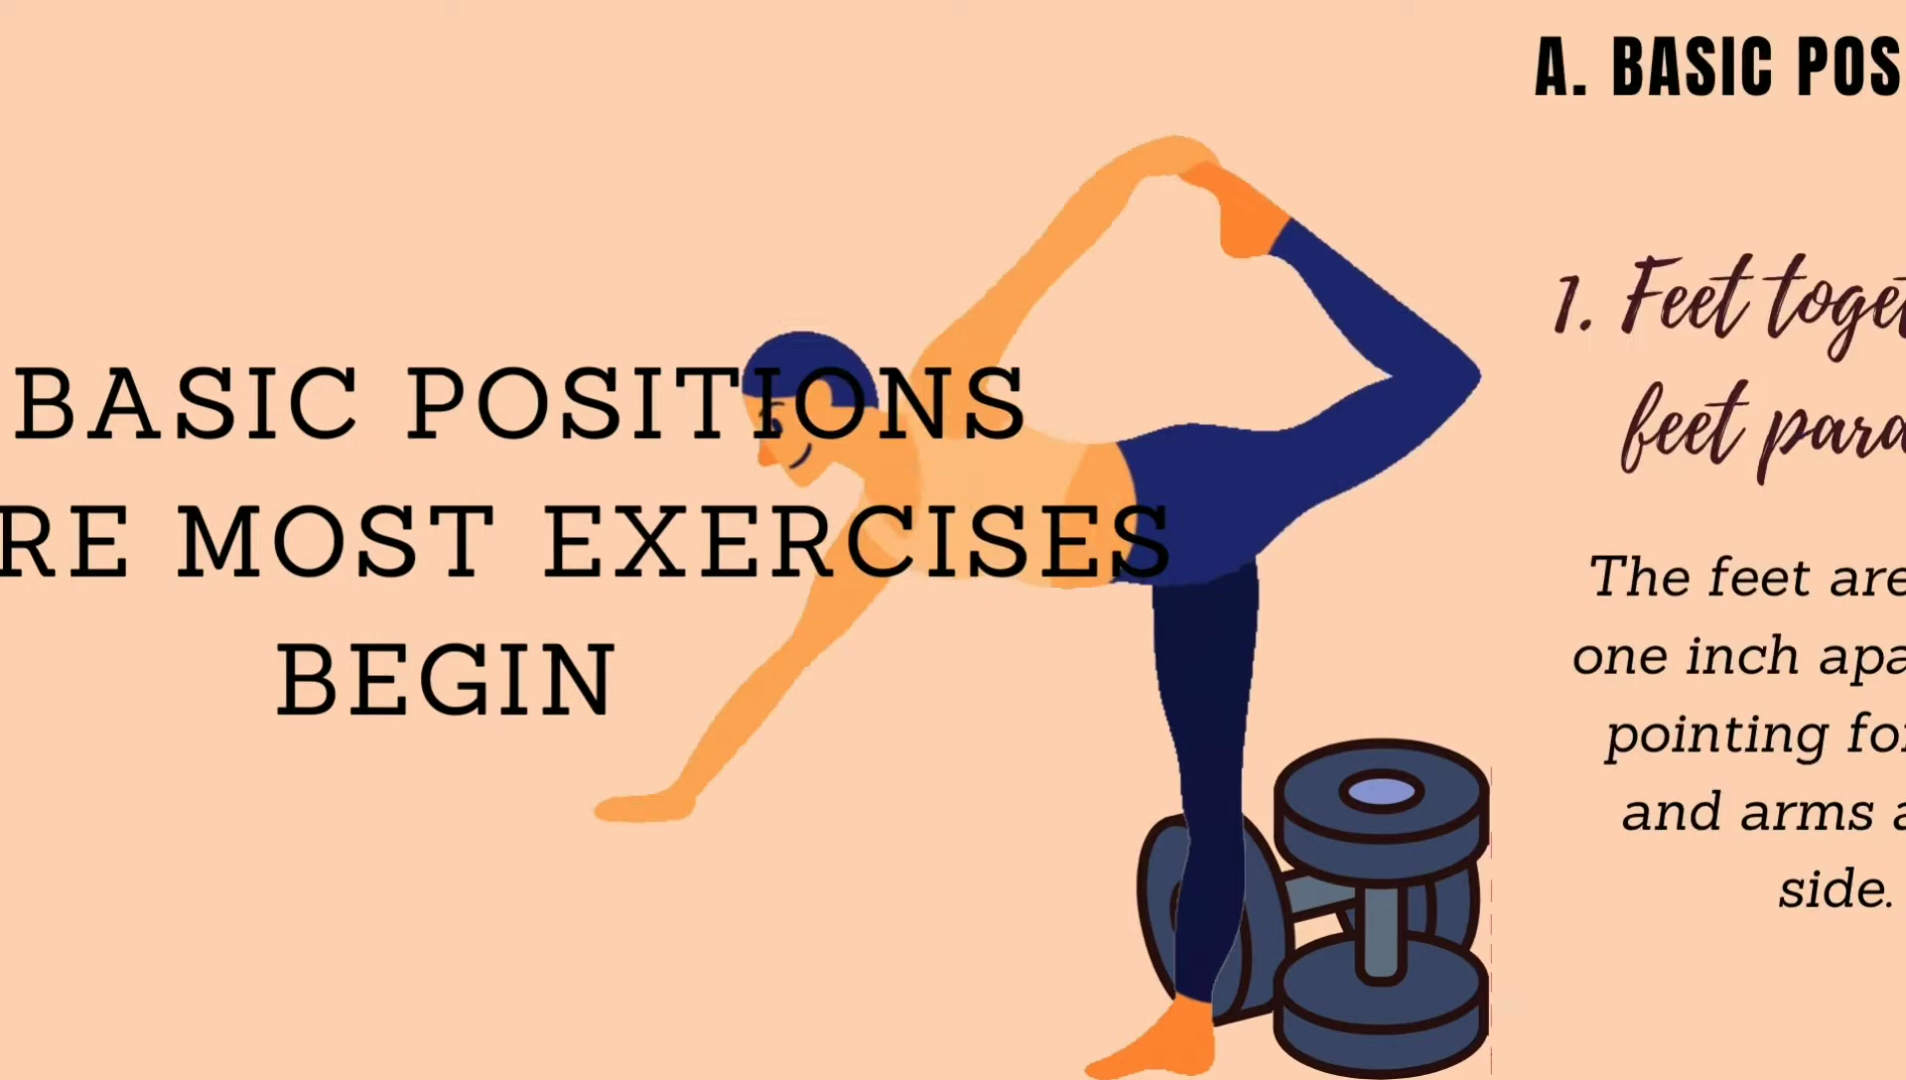 BASIC POSITIONS
RE MOST EXERCISES
BEGIN
A. BASIC POS
1. Feet toget
feet para
The feet are
one inch apa
pointing for
and arms a
side.